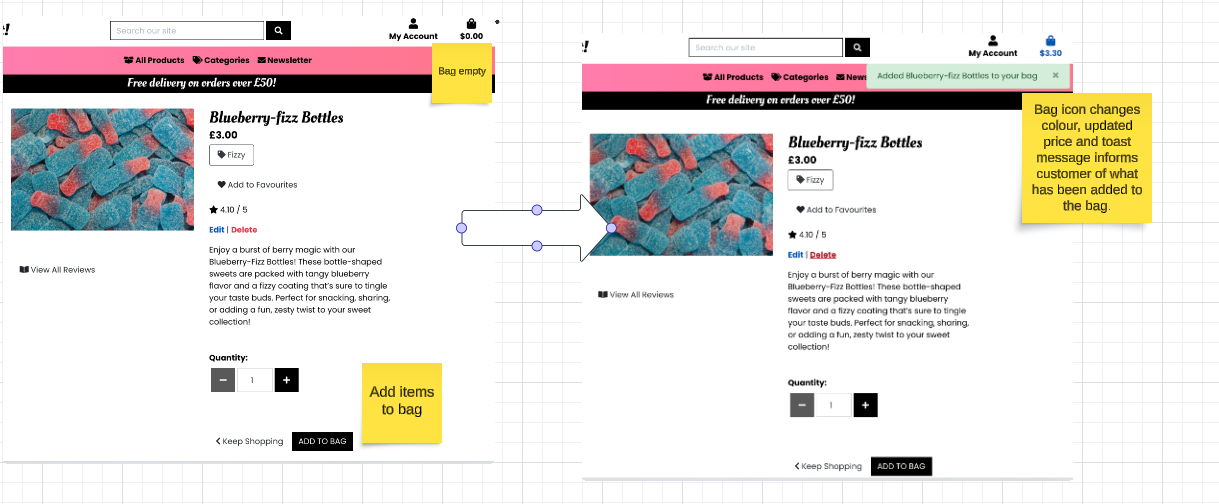 t!
Search our site
My Account
$0.00
All Products
Categories
Newsletter
Free delivery on orders over £50!
Bag empty
Blueberry-fizz Bottles
£3.00
Fizzy
Add to Favourites
4.10 / 5
Edit | Delete
View All Reviews
Enjoy a burst of berry magic with our
Blueberry-Fizz Bottles! These bottle-shaped
sweets are packed with tangy blueberry
flavor and a fizzy coating that's sure to tingle
your taste buds. Perfect for snacking, sharing,
or adding a fun, zesty twist to your sweet
collection!
Quantity:
1
Add items
to bag
Keep Shopping
ADD TO BAG
t!
Search our site
My Account
$3.30
All Products
Categories
News
Added Blueberry-fizz Bottles to your bag ×
Free delivery on orders over £50!
Bag icon changes
colour, updated
price and toast
message informs
customer of what
has been added to
the bag.
Blueberry-fizz Bottles
£3.00
Fizzy
Add to Favourites
4.10 / 5
Edit | Delete
View All Reviews
Enjoy a burst of berry magic with our
Blueberry-Fizz Bottles! These bottle-shaped
sweets are packed with tangy blueberry
flavor and a fizzy coating that's sure to tingle
your taste buds. Perfect for snacking, sharing,
or adding a fun, zesty twist to your sweet
collection!
Quantity:
1
Keep Shopping
ADD TO BAG